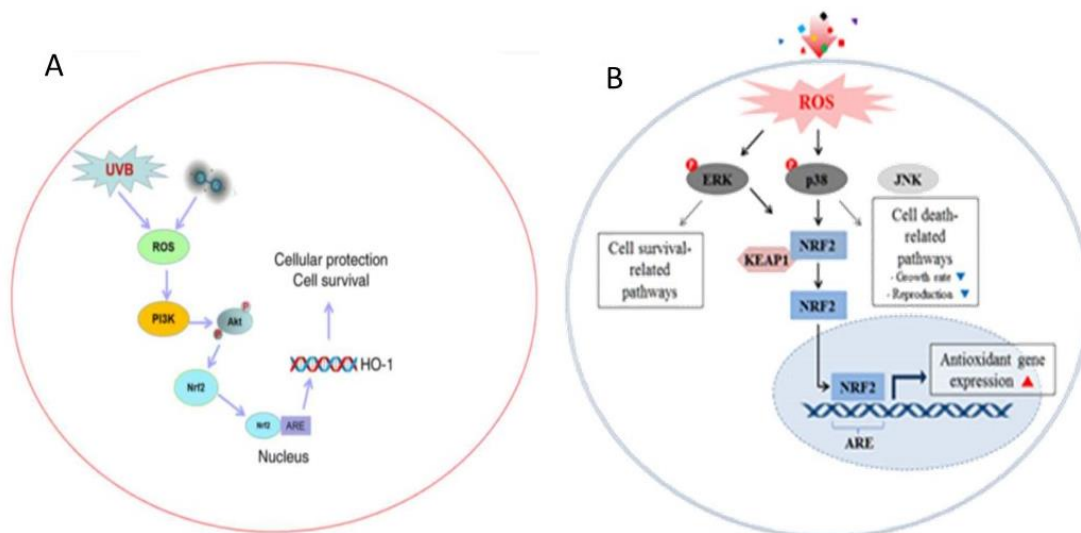 A
UVB
ROS
PI3K
P
Akt
P
Nrf2
Nrf2
ARE
Nucleus
HO-1
Cellular protection
Cell survival
B
ROS
P
ERK
P
p38
JNK
Cell survival-
related
pathways
KEAP1
NRF2
NRF2
Cell death-
related
pathways
- Growth rate
- Reproduction
NRF2
ARE
Antioxidant gene
expression